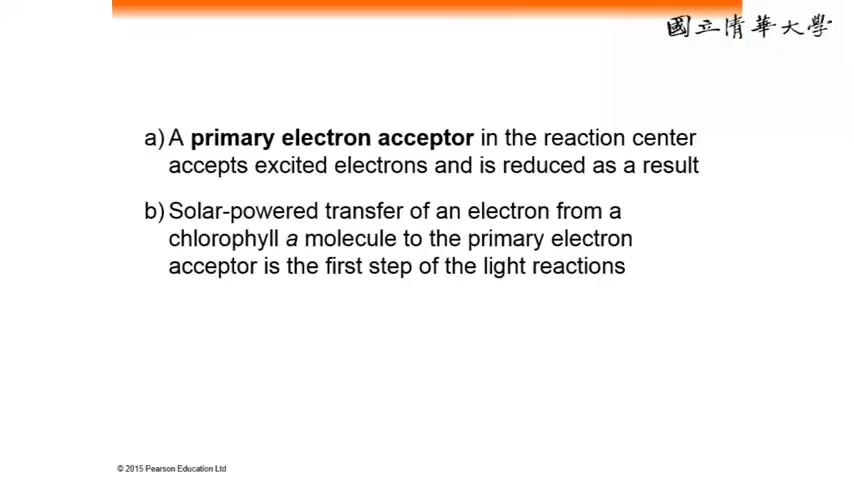 國立清華大學
a) A primary electron acceptor in the reaction center
accepts excited electrons and is reduced as a result
b) Solar-powered transfer of an electron from a
chlorophyll a molecule to the primary electron
acceptor is the first step of the light reactions
© 2015 Pearson Education Ltd